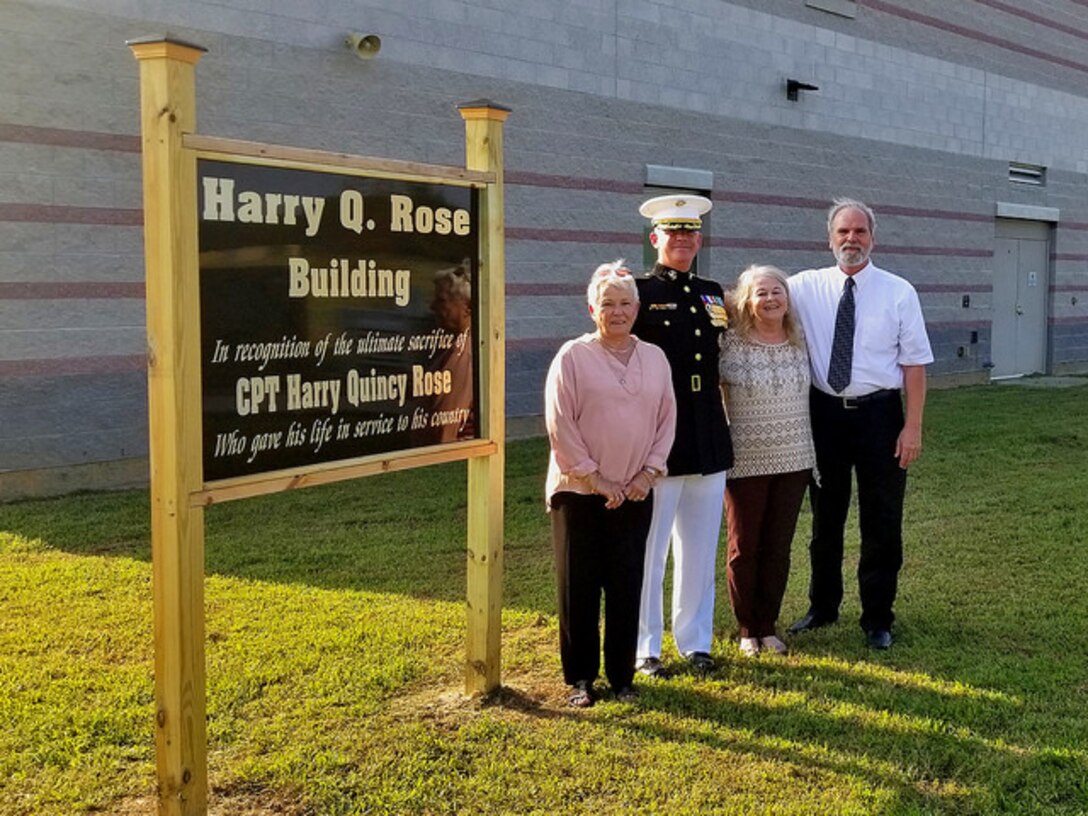 Harry Q. Rose
Building
In recognition of the ultimate sacrifice of
CPT Harry Quincy Rose
Who gave his life in service to his country